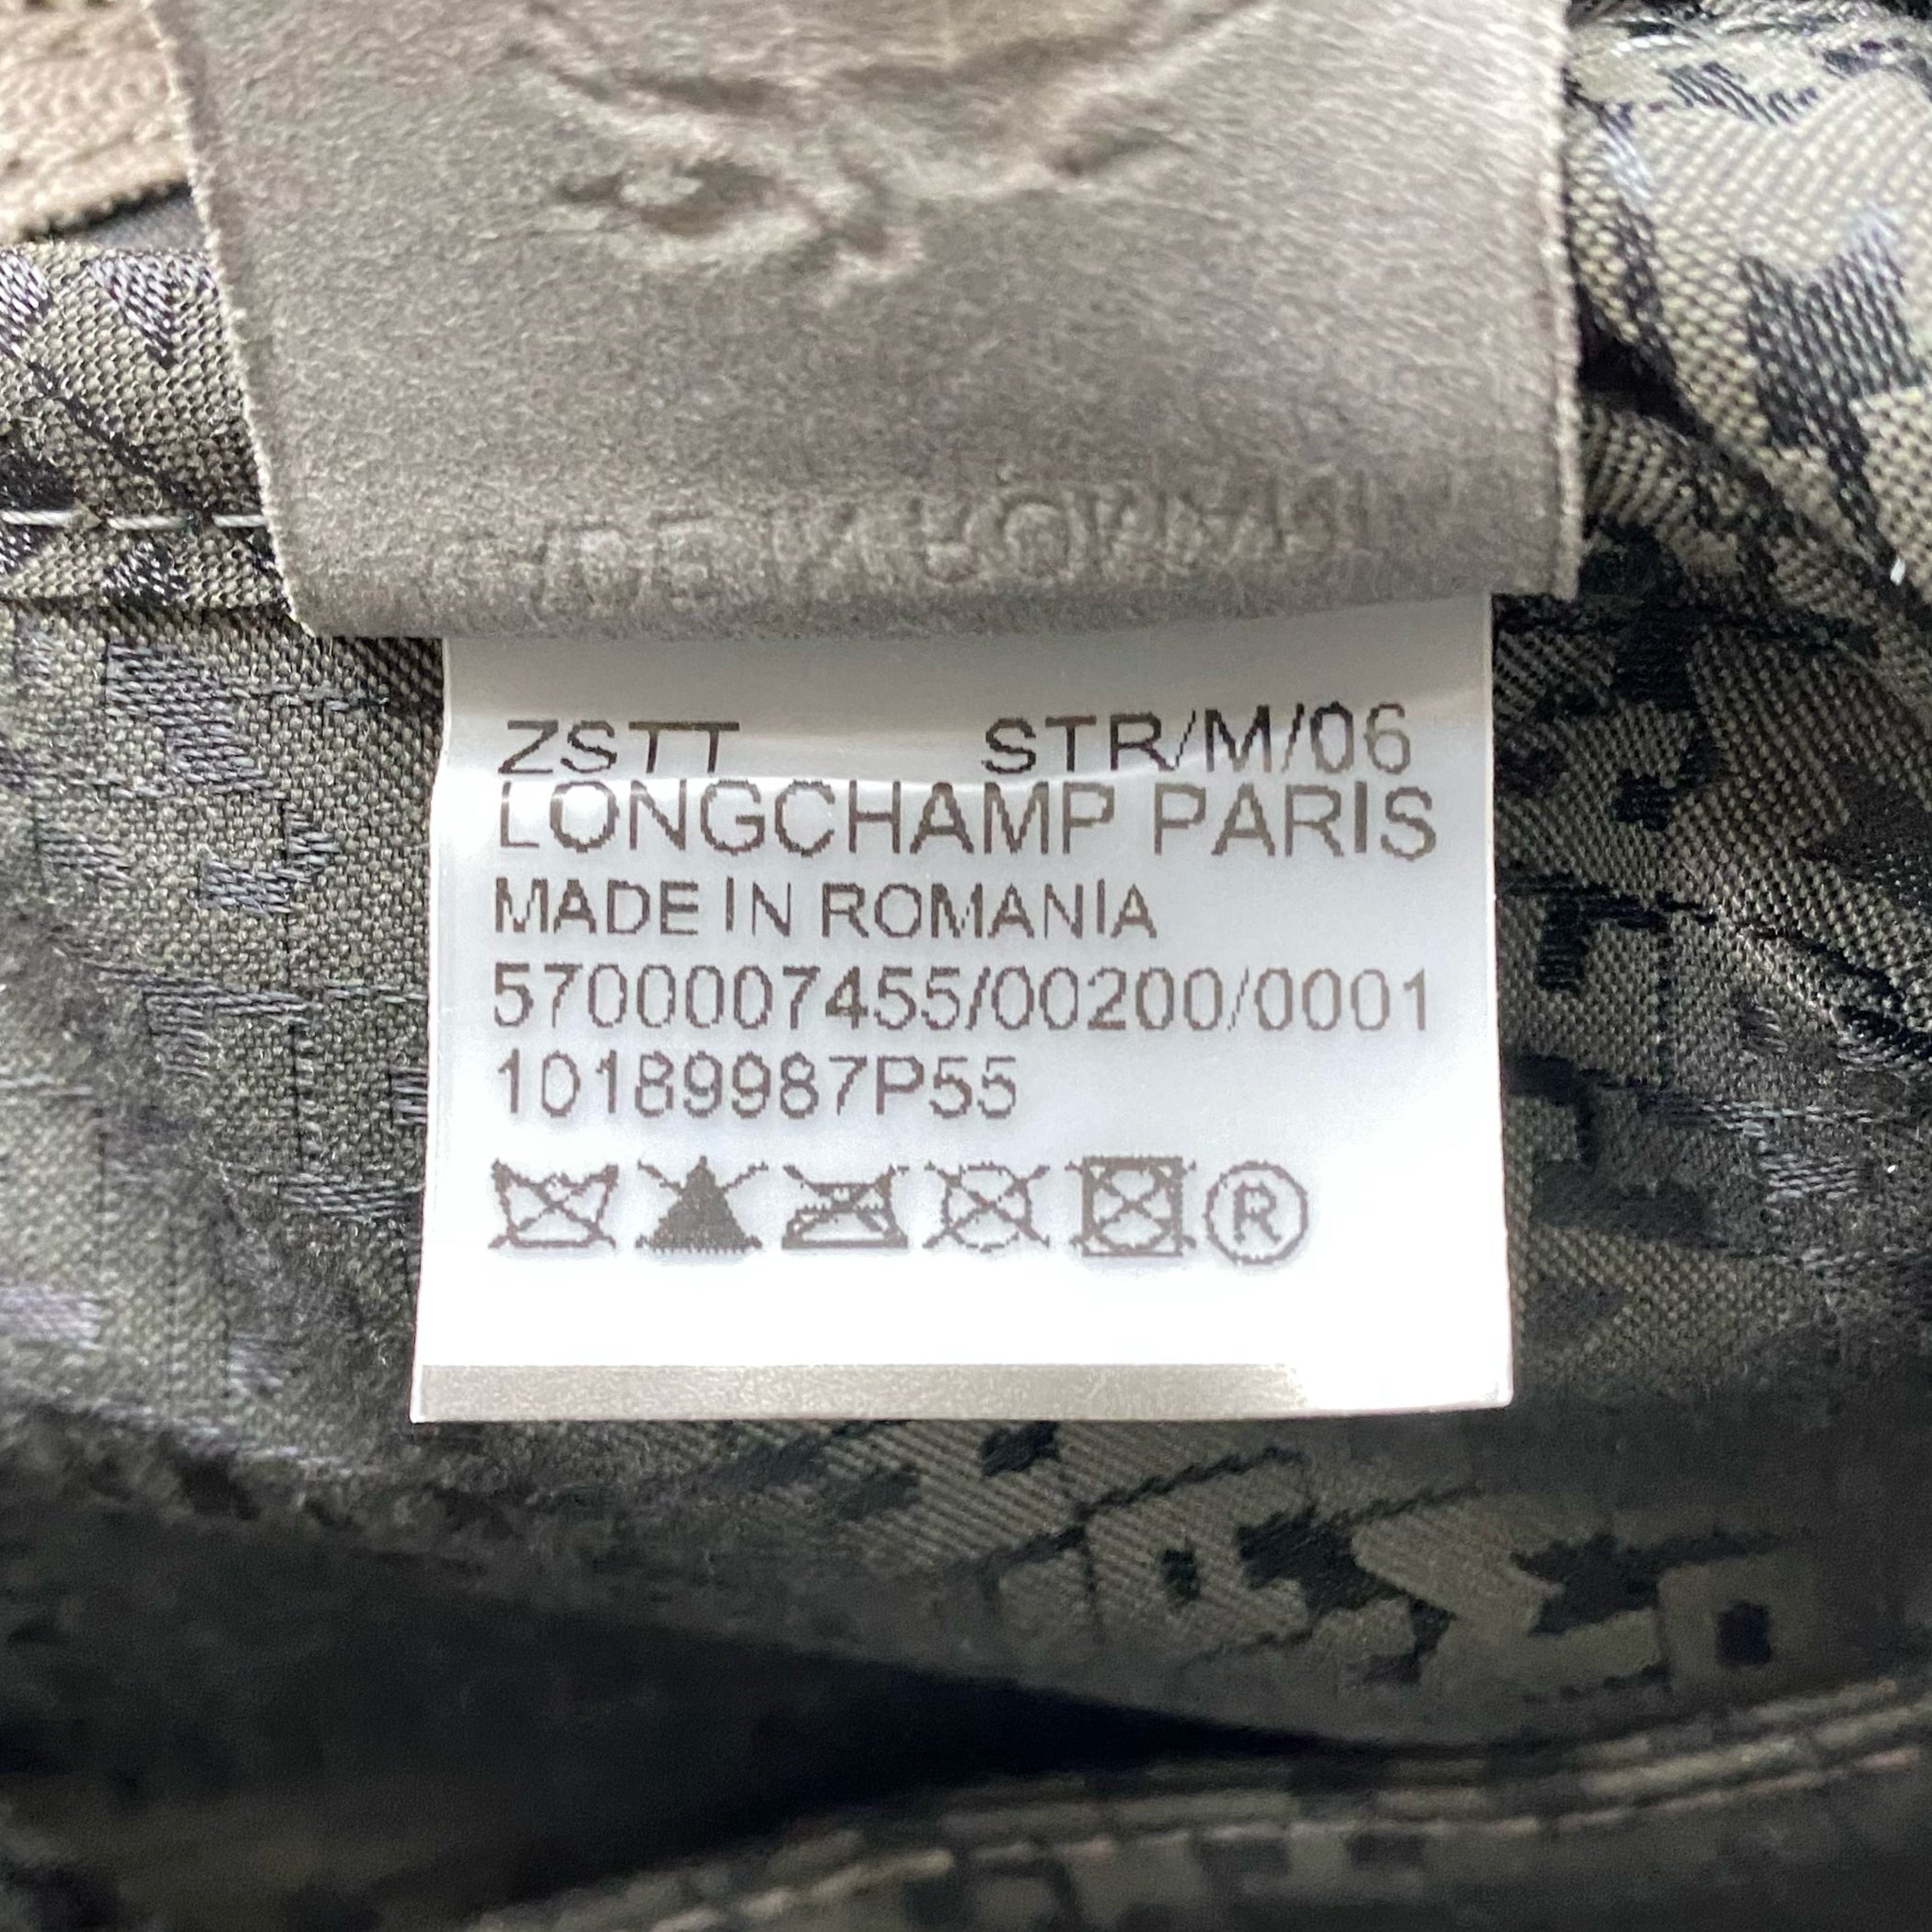 ZSTT STR/M/06
LONGCHAMP PARIS
MADE IN ROMANIA
5700007455/00200/0001
10189987P55
R